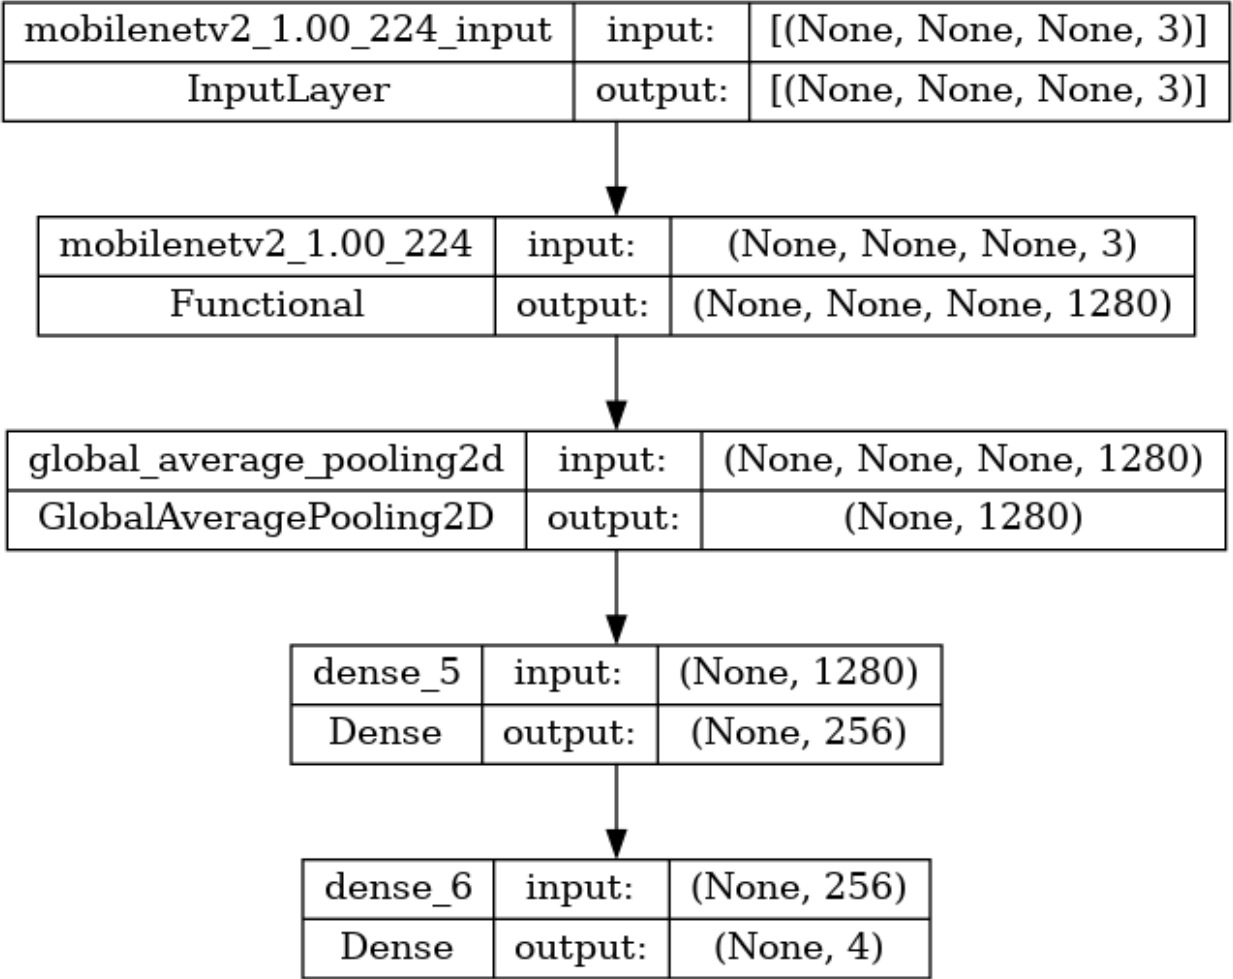 mobilenetv2_1.00_224_input input: [(None, None, None, 3)]
InputLayer output: [(None, None, None, 3)]
mobilenetv2_1.00_224 input: (None, None, None, 3)
Functional output: (None, None, None, 1280)
global_average_pooling2d input: (None, None, None, 1280)
GlobalAveragePooling2D output: (None, 1280)
dense_5 input: (None, 1280)
Dense output: (None, 256)
dense_6 input: (None, 256)
Dense output: (None, 4)